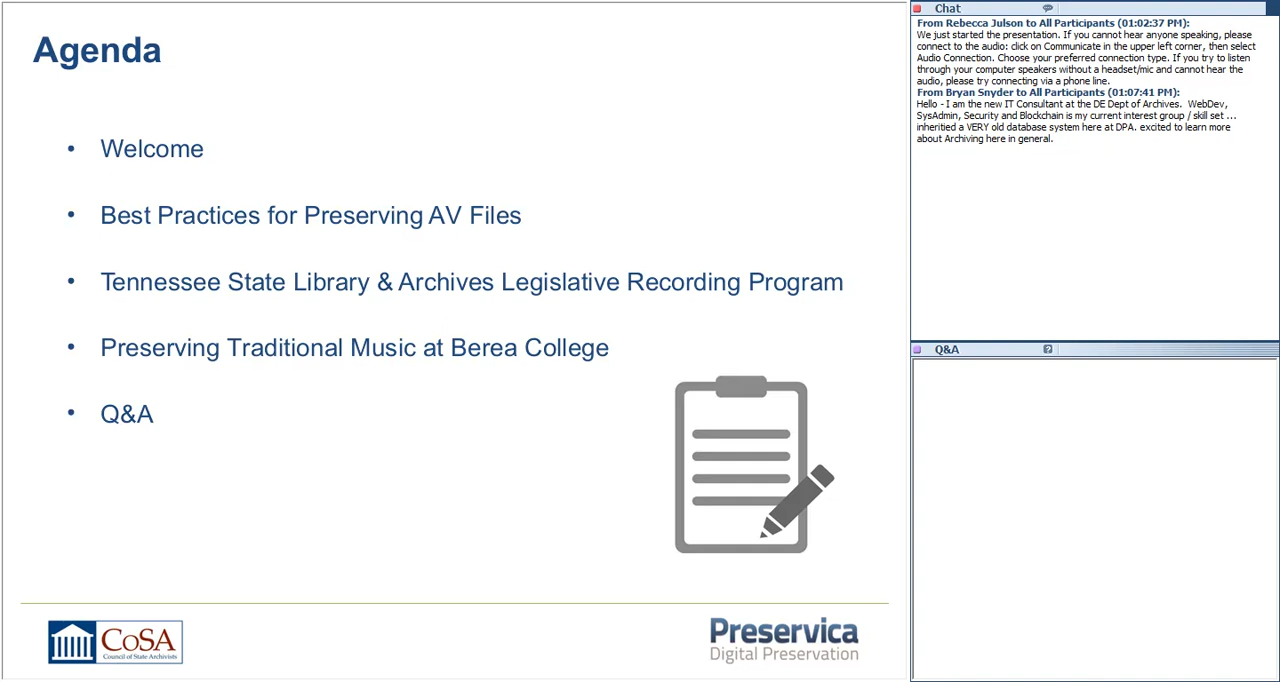 Agenda
• Welcome
• Best Practices for Preserving AV Files
• Tennessee State Library & Archives Legislative Recording Program
• Preserving Traditional Music at Berea College
• Q&A
CoSA
Council of State Archivists
Preservica
Digital Preservation
Chat
From Rebecca Julson to All Participants (01:02:37 PM):
We just started the presentation. If you cannot hear anyone speaking, please
connect to the audio: click on Communicate in the upper left corner, then select
Audio Connection. Choose your preferred connection type. If you try to listen
through your computer speakers without a headset/mic and cannot hear the
audio, please try connecting via a phone line.
From Bryan Snyder to All Participants (01:07:41 PM):
Hello - I am the new IT Consultant at the DE Dept of Archives.  WebDev,
SysAdmin, Security and Blockchain is my current interest group / skill set ...
inheritied a VERY old database system here at DPA. excited to learn more
about Archiving here in general.
Q&A
?